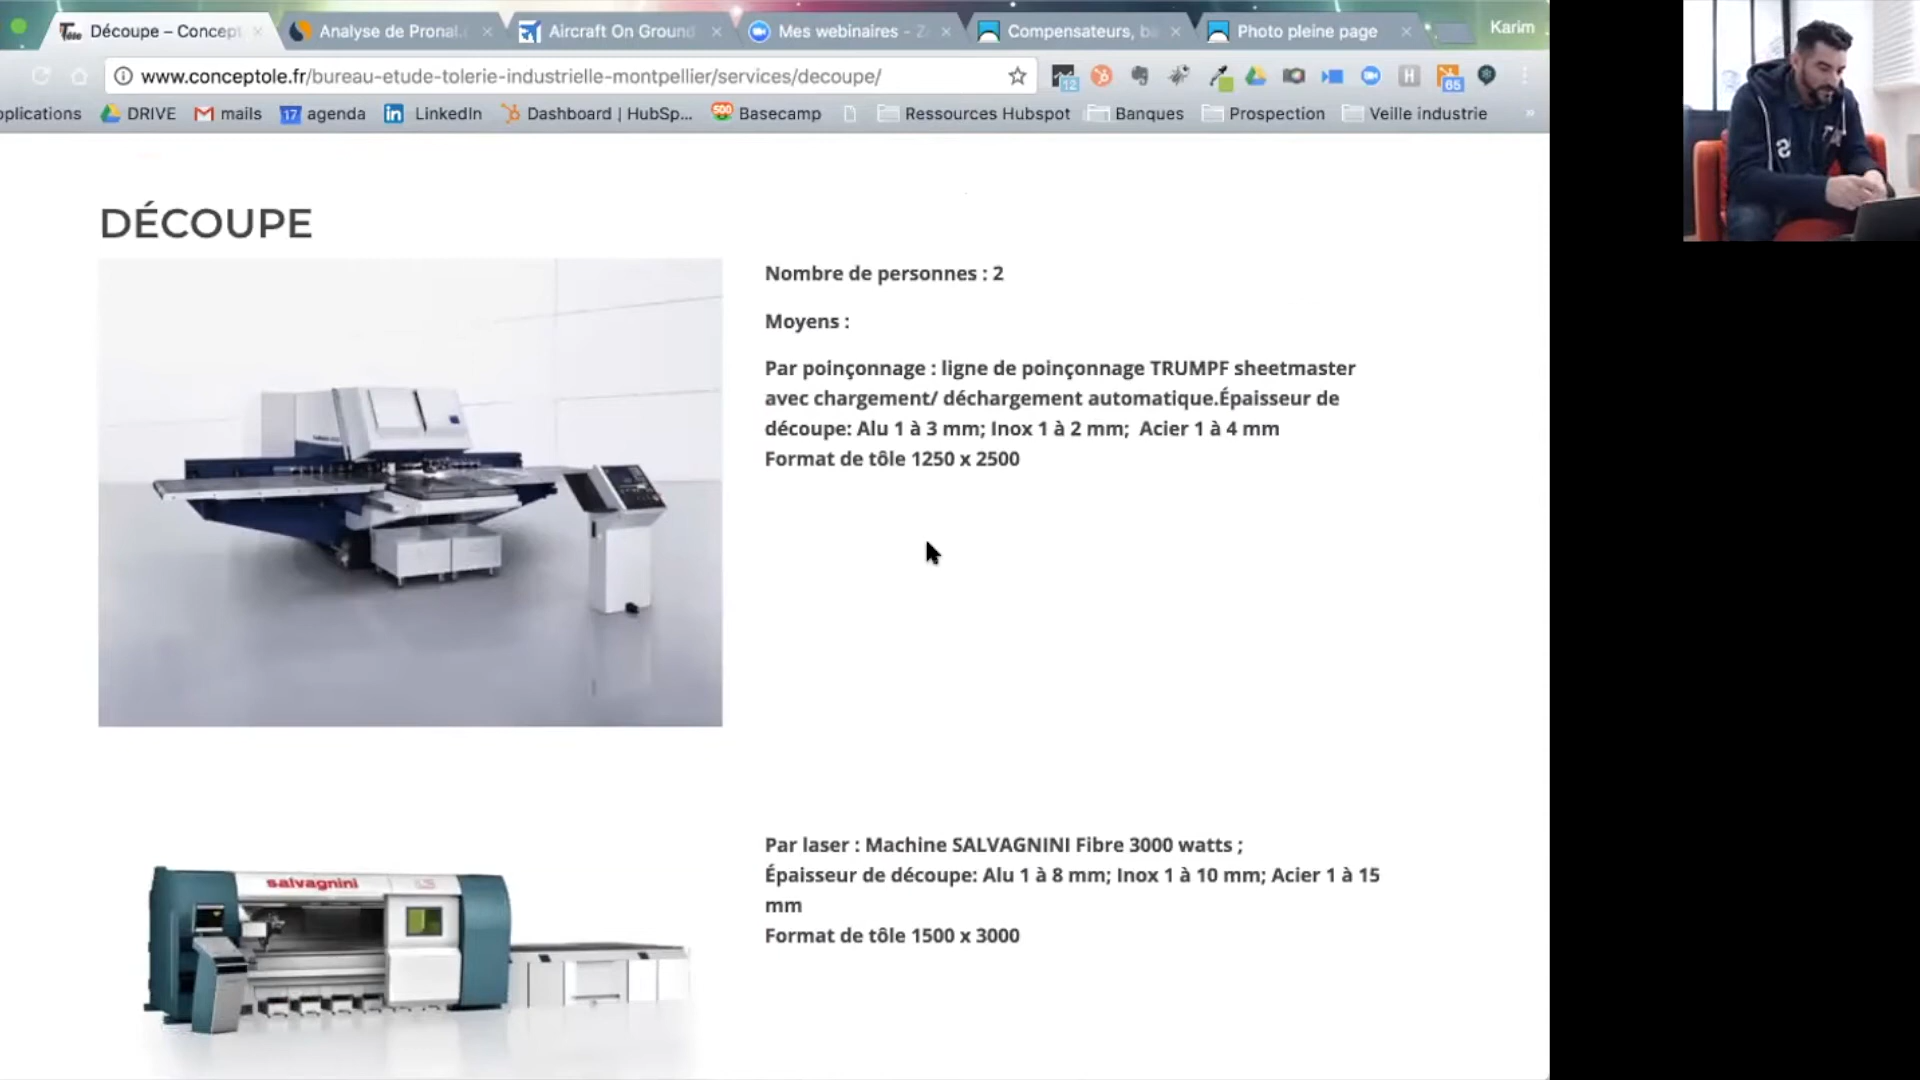 Découpe – Concept
Analyse de Pronal.
Aircraft On Ground
Mes webinaires - Z
Compensateurs, b
Photo pleine page
Karim
www.conceptole.fr/bureau-etude-tolerie-industrielle-montpellier/services/decoupe/
12
H
65
plications
DRIVE
mails
17 agenda
LinkedIn
Dashboard | HubSp...
Basecamp
Ressources Hubspot
Banques
Prospection
Veille industrie
»
DÉCOUPE
Nombre de personnes : 2
Moyens :
Par poinçonnage : ligne de poinçonnage TRUMPF sheetmaster
avec chargement/ déchargement automatique.Épaisseur de
découpe: Alu 1 à 3 mm; Inox 1 à 2 mm;  Acier 1 à 4 mm
Format de tôle 1250 x 2500
salvagnini
Par laser : Machine SALVAGNINI Fibre 3000 watts ;
Épaisseur de découpe: Alu 1 à 8 mm; Inox 1 à 10 mm; Acier 1 à 15
mm
Format de tôle 1500 x 3000